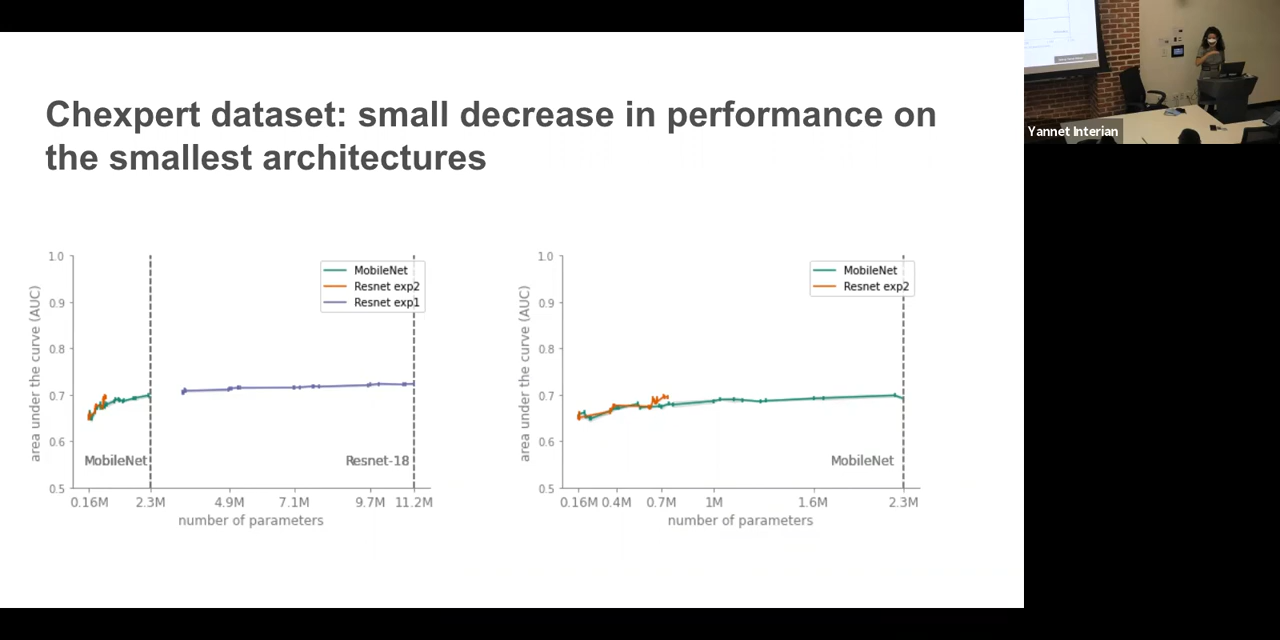 Chexpert dataset: small decrease in performance on
the smallest architectures
area under the curve (AUC)
1.0
0.9
0.8
0.7
0.6
0.5
MobileNet
Resnet exp2
Resnet exp1
MobileNet
Resnet-18
0.16M 2.3M 4.9M 7.1M 9.7M 11.2M
number of parameters
area under the curve (AUC)
1.0
0.9
0.8
0.7
0.6
0.5
MobileNet
Resnet exp2
MobileNet
0.16M 0.4M 0.7M 1M 1.6M 2.3M
number of parameters
Yannet Interian